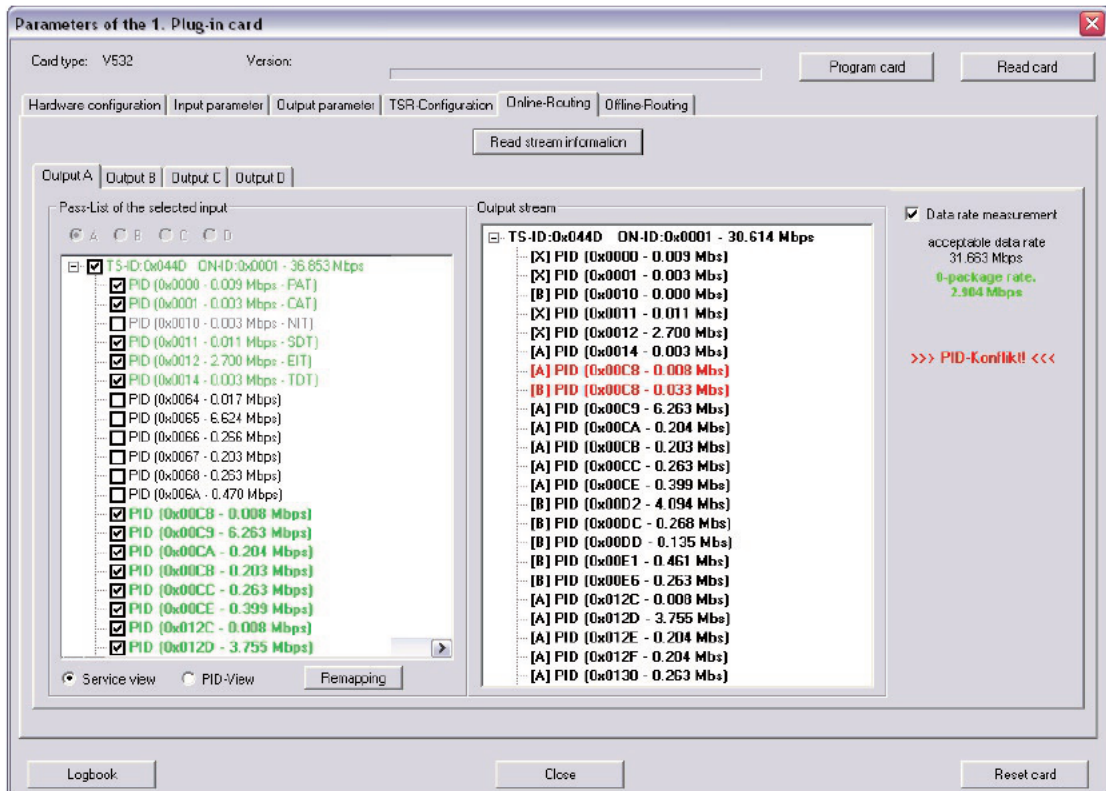 Parameters of the 1. Plug-in card
Card type: V532 Version:
Program card
Read card
Hardware configuration Input parameter Output parameter TSR-Configuration Online-Routing Offline-Routing
Read stream information
Output A Output B Output C Output D
Pass-List of the selected input
A B C D
TS-ID:0x044D ON-ID:0x0001 - 36.853 Mbps
PID (0x0000 - 0.009 Mbps - PAT)
PID (0x0001 - 0.003 Mbps - CAT)
PID (0x0010 - 0.003 Mbps - NIT)
PID (0x0011 - 0.011 Mbps - SDT)
PID (0x0012 - 2.700 Mbps - EIT)
PID (0x0014 - 0.003 Mbps - TDT)
PID (0x0064 - 0.017 Mbps)
PID (0x0065 - 6.624 Mbps)
PID (0x0066 - 0.266 Mbps)
PID (0x0067 - 0.203 Mbps)
PID (0x0068 - 0.263 Mbps)
PID (0x006A - 0.470 Mbps)
PID (0x00C8 - 0.008 Mbps)
PID (0x00C9 - 6.263 Mbps)
PID (0x00CA - 0.204 Mbps)
PID (0x00CB - 0.203 Mbps)
PID (0x00CC - 0.263 Mbps)
PID (0x00CE - 0.399 Mbps)
PID (0x012C - 0.008 Mbps)
PID (0x012D - 3.755 Mbps)
Service view PID-View Remapping
Output stream
TS-ID:0x044D ON-ID:0x0001 - 30.614 Mbps
[X] PID (0x0000 - 0.009 Mbs)
[X] PID (0x0001 - 0.003 Mbs)
[B] PID (0x0010 - 0.000 Mbs)
[X] PID (0x0011 - 0.011 Mbs)
[X] PID (0x0012 - 2.700 Mbs)
[A] PID (0x0014 - 0.003 Mbs)
[A] PID (0x00C8 - 0.008 Mbs)
[B] PID (0x00C8 - 0.033 Mbs)
[A] PID (0x00C9 - 6.263 Mbs)
[A] PID (0x00CA - 0.204 Mbs)
[A] PID (0x00CB - 0.203 Mbs)
[A] PID (0x00CC - 0.263 Mbs)
[A] PID (0x00CE - 0.399 Mbs)
[B] PID (0x00D2 - 4.094 Mbs)
[B] PID (0x00DC - 0.268 Mbs)
[B] PID (0x00DD - 0.135 Mbs)
[B] PID (0x00E1 - 0.461 Mbs)
[B] PID (0x00E6 - 0.263 Mbs)
[A] PID (0x012C - 0.008 Mbs)
[A] PID (0x012D - 3.755 Mbs)
[A] PID (0x012E - 0.204 Mbs)
[A] PID (0x012F - 0.204 Mbs)
[A] PID (0x0130 - 0.263 Mbs)
Data rate measurement
acceptable data rate
31.663 Mbps
0-package rate.
2.904 Mbps
>>> PID-Konflikt! <<<
Logbook
Close
Reset card